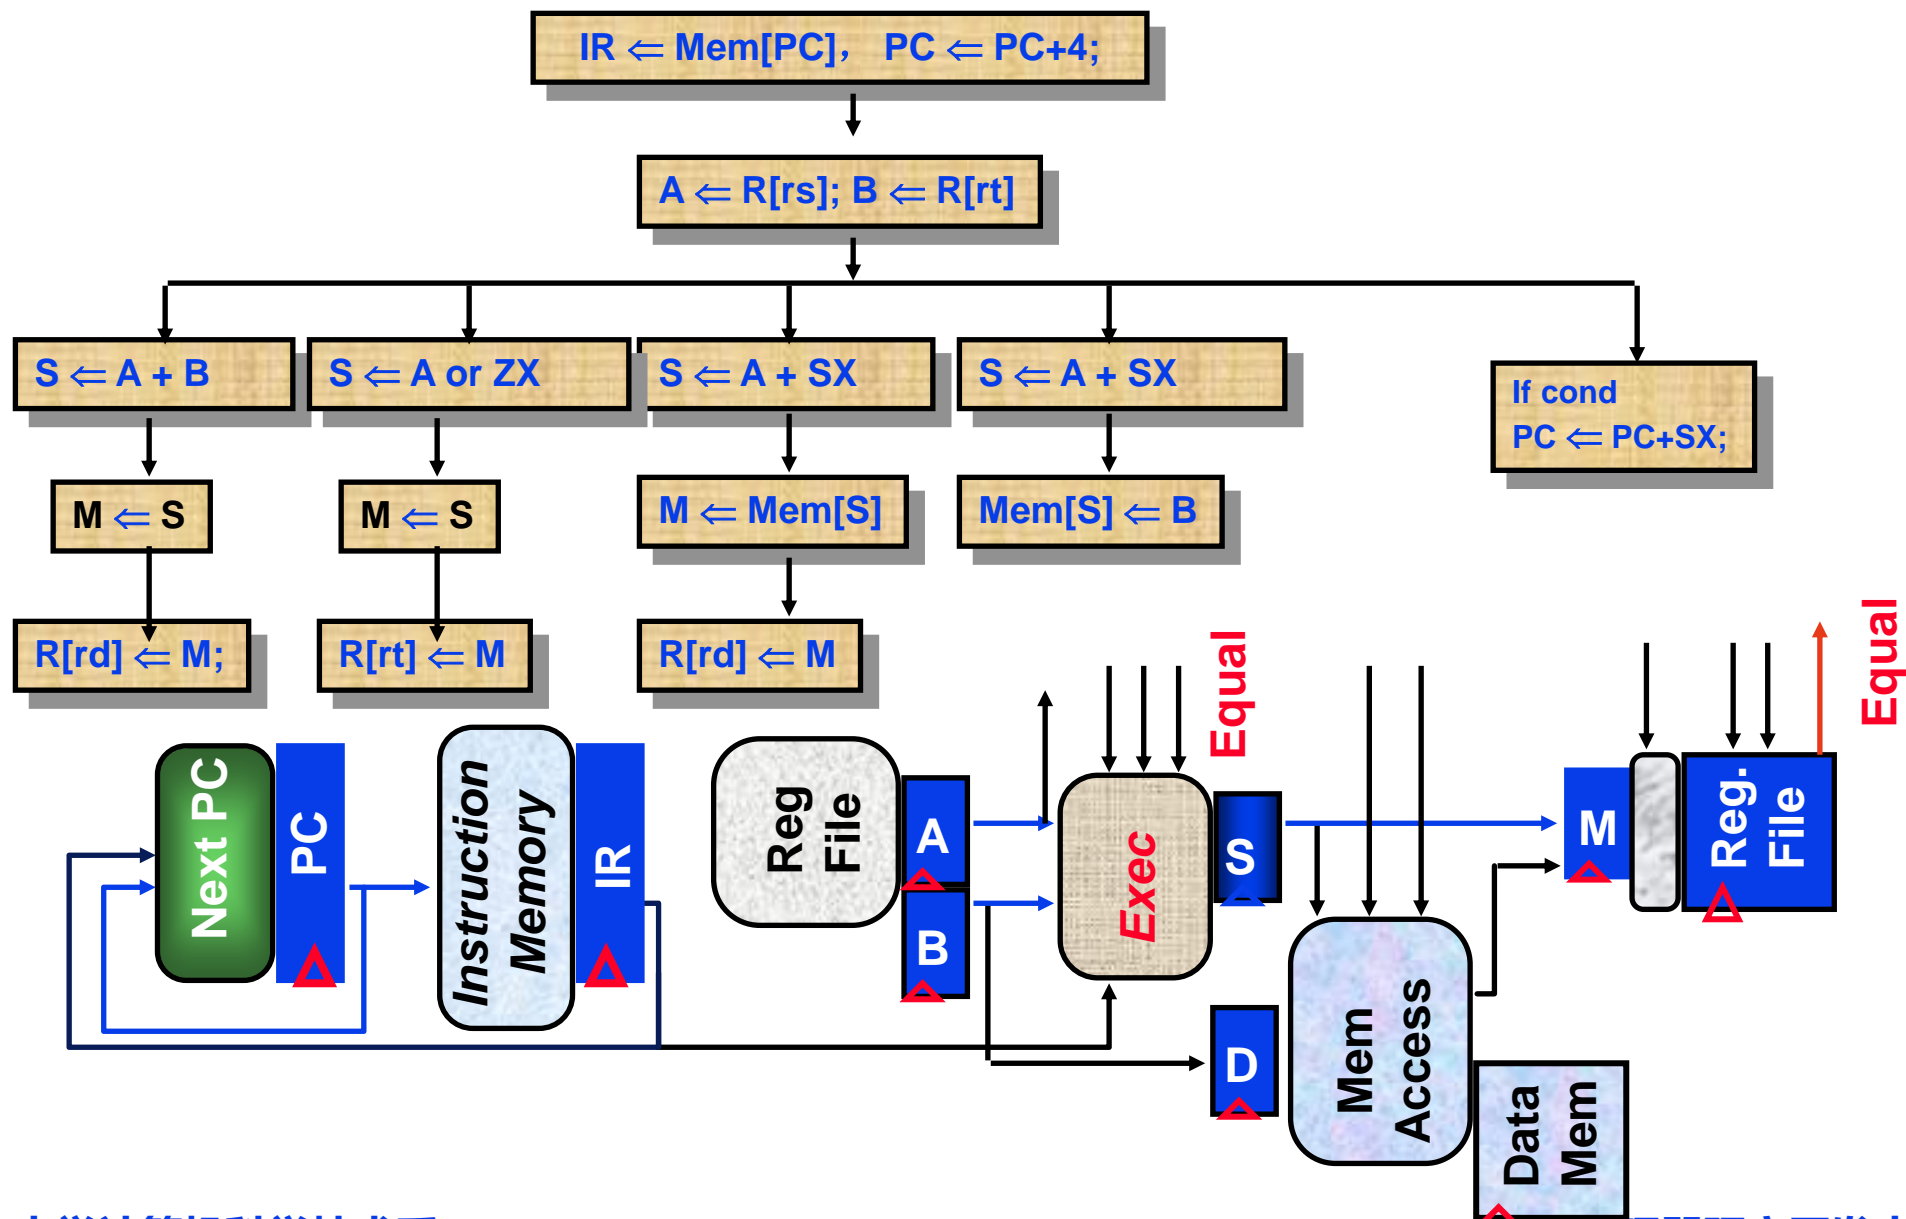 IR ⇐ Mem[PC]， PC ⇐ PC+4;
A ⇐ R[rs]; B ⇐ R[rt]
S ⇐ A + B
S ⇐ A or ZX
S ⇐ A + SX
S ⇐ A + SX
If cond
PC ⇐ PC+SX;
M ⇐ S
M ⇐ S
M ⇐ Mem[S]
Mem[S] ⇐ B
R[rd] ⇐ M;
R[rt] ⇐ M
R[rd] ⇐ M
Equal
Equal
Next PC
PC
Instruction
Memory
IR
Reg
File
A
B
Exec
S
D
Mem
Access
Data
Mem
M
Reg.
File